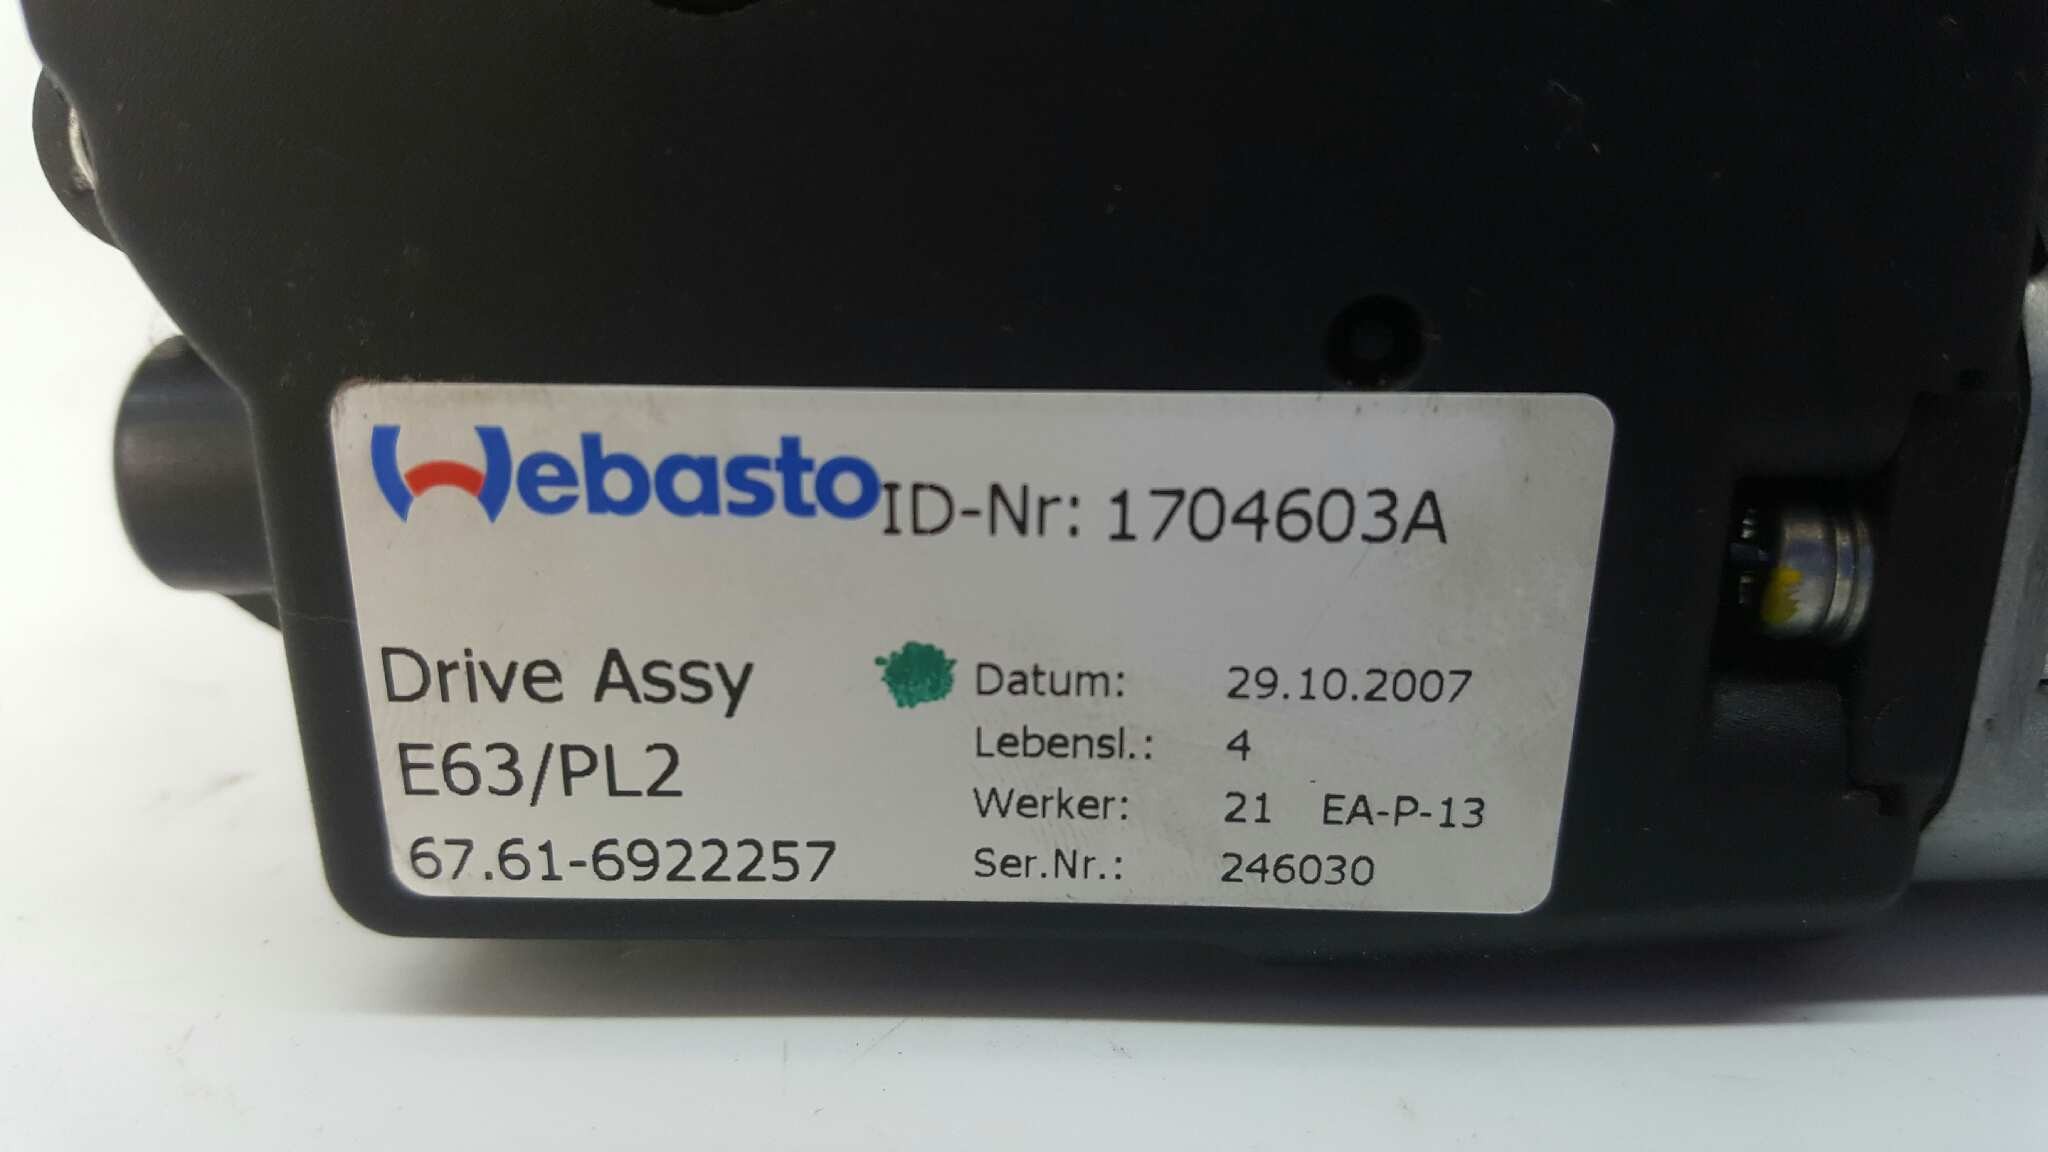 Webasto ID-Nr: 1704603A
Drive Assy
E63/PL2
67.61-6922257
Datum: 29.10.2007
Lebensl.: 4
Werker: 21 EA-P-13
Ser.Nr.: 246030